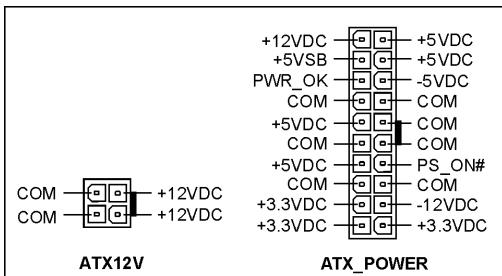 +12VDC +5VDC
+5VSB +5VDC
PWR_OK -5VDC
COM COM
+5VDC COM
COM COM
+5VDC PS_ON#
COM COM
+3.3VDC -12VDC
+3.3VDC +3.3VDC
COM +12VDC
COM +12VDC
ATX12V ATX_POWER